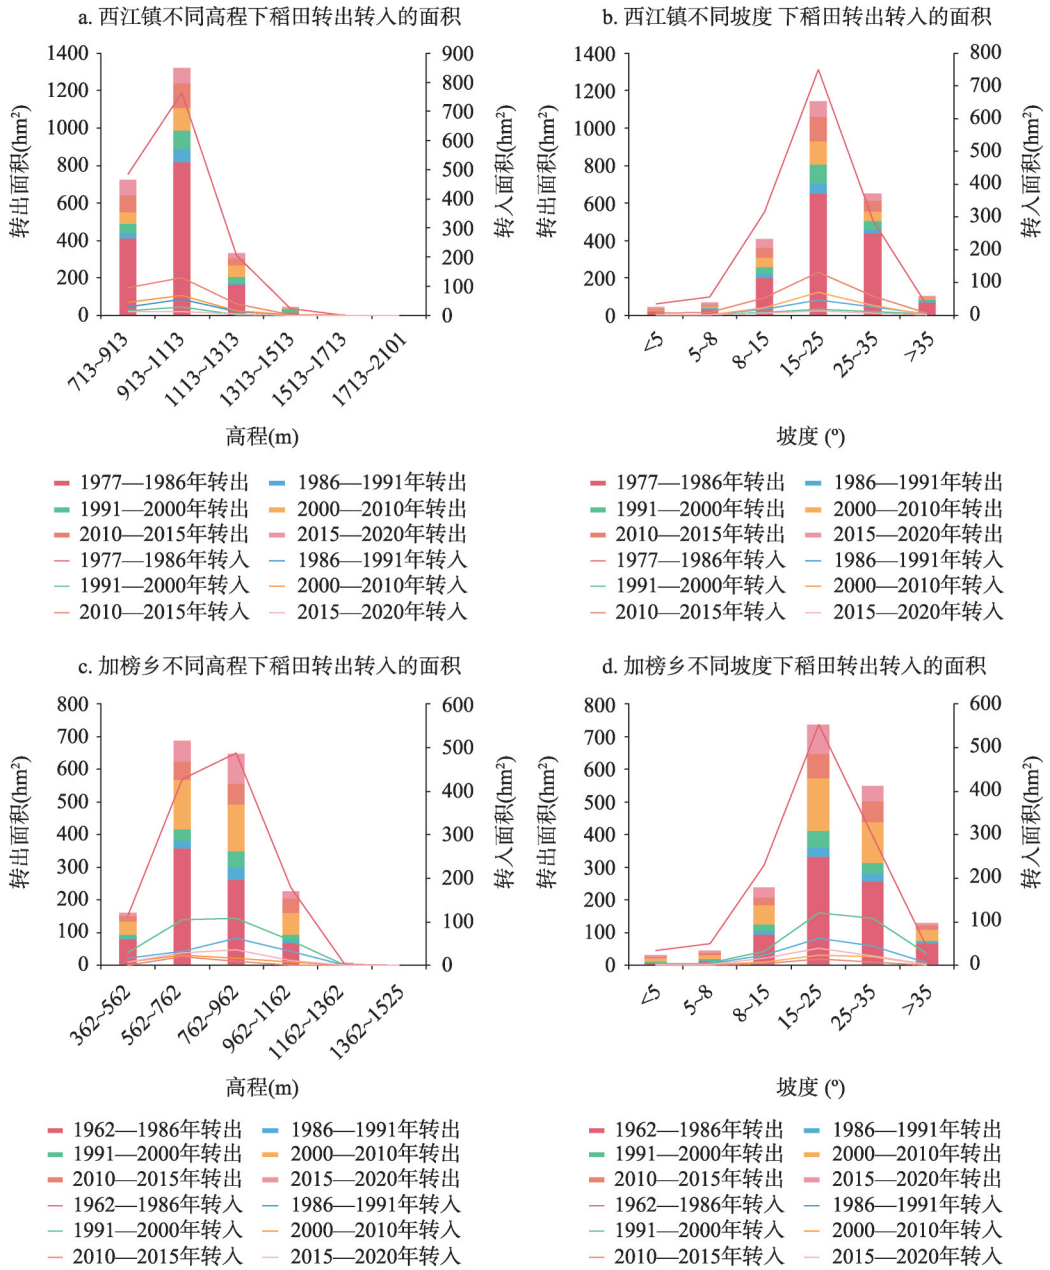 a. 西江镇不同高程下稻田转出转入的面积
1400
1200
1000
800
600
400
200
0
转出面积(hm²)
900
800
700
600
500
400
300
200
100
0
转入面积(hm²)
713~913
913~1113
1113~1313
1313~1513
1513~1713
1713~2101
高程(m)
1977—1986年转出
1986—1991年转出
1991—2000年转出
2000—2010年转出
2010—2015年转出
2015—2020年转出
1977—1986年转入
1986—1991年转入
1991—2000年转入
2000—2010年转入
2010—2015年转入
2015—2020年转入
b. 西江镇不同坡度 下稻田转出转入的面积
1400
1200
1000
800
600
400
200
0
转出面积(hm²)
800
700
600
500
400
300
200
100
0
转入面积(hm²)
<5
5~8
8~15
15~25
25~35
>35
坡度 (º)
1977—1986年转出
1986—1991年转出
1991—2000年转出
2000—2010年转出
2010—2015年转出
2015—2020年转出
1977—1986年转入
1986—1991年转入
1991—2000年转入
2000—2010年转入
2010—2015年转入
2015—2020年转入
c. 加榜乡不同高程下稻田转出转入的面积
800
700
600
500
400
300
200
100
0
转出面积(hm²)
600
500
400
300
200
100
0
转入面积(hm²)
362~562
562~762
762~962
962~1162
1162~1362
1362~1525
高程(m)
1962—1986年转出
1986—1991年转出
1991—2000年转出
2000—2010年转出
2010—2015年转出
2015—2020年转出
1962—1986年转入
1986—1991年转入
1991—2000年转入
2000—2010年转入
2010—2015年转入
2015—2020年转入
d. 加榜乡不同坡度下稻田转出转入的面积
800
700
600
500
400
300
200
100
0
转出面积(hm²)
600
500
400
300
200
100
0
转入面积(hm²)
<5
5~8
8~15
15~25
25~35
>35
坡度 (º)
1962—1986年转出
1986—1991年转出
1991—2000年转出
2000—2010年转出
2010—2015年转出
2015—2020年转出
1962—1986年转入
1986—1991年转入
1991—2000年转入
2000—2010年转入
2010—2015年转入
2015—2020年转入